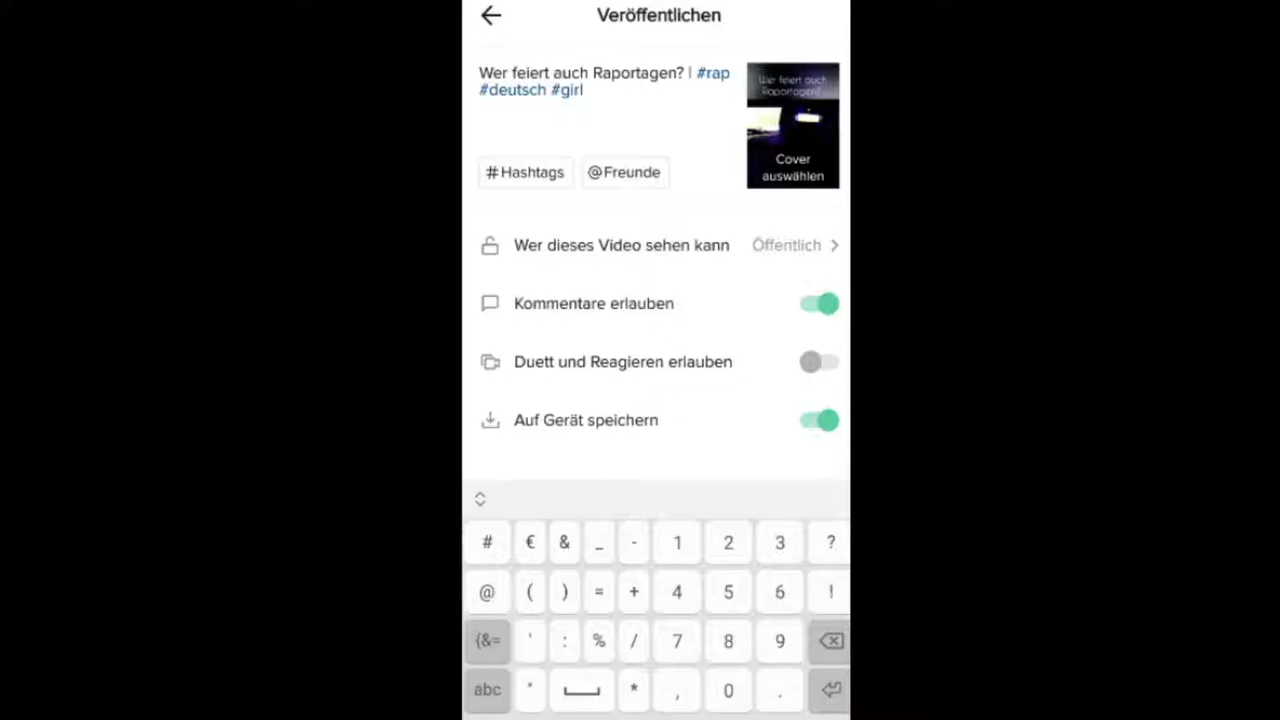 Veröffentlichen
Wer feiert auch Raportagen? | #rap
#deutsch #girl
Wer feiert auch
Raportagen?
Cover
auswählen
#Hashtags @Freunde
Wer dieses Video sehen kann Öffentlich >
Kommentare erlauben
Duett und Reagieren erlauben
Auf Gerät speichern
# € & _ - 1 2 3 ?
@ ( ) = + 4 5 6 !
{&= ' : % / 7 8 9
abc " * , 0 .